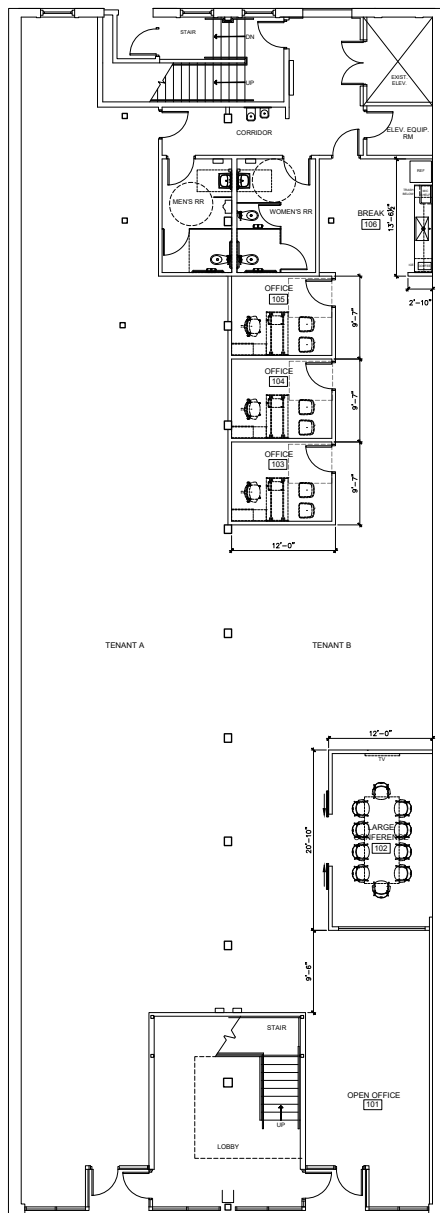 STAIR
DN
UP
EXIST.
ELEV.
CORRIDOR
ELEV. EQUIP.
RM
REF
MEN'S RR
WOMEN'S RR
BREAK
106
13'-6½"
2'-10"
OFFICE
105
9'-7"
OFFICE
104
9'-7"
OFFICE
103
9'-7"
12'-0"
TENANT A
TENANT B
12'-0"
TV
20'-10"
LARGE
CONFERENCE
102
9'-6"
STAIR
OPEN OFFICE
101
UP
LOBBY